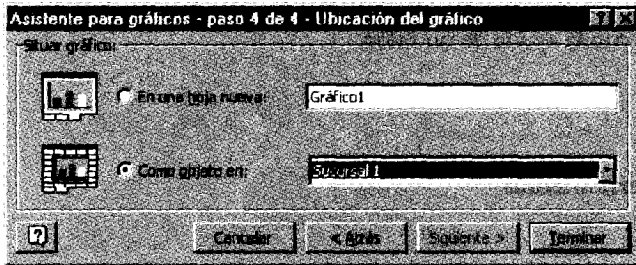 Asistente para gráficos - paso 4 de 4 - Ubicación del gráfico
Situar gráfico:
En una hoja nueva: Gráfico1
Como objeto en: Sucursal 1
Cancelar < Atrás Siguiente > Terminar